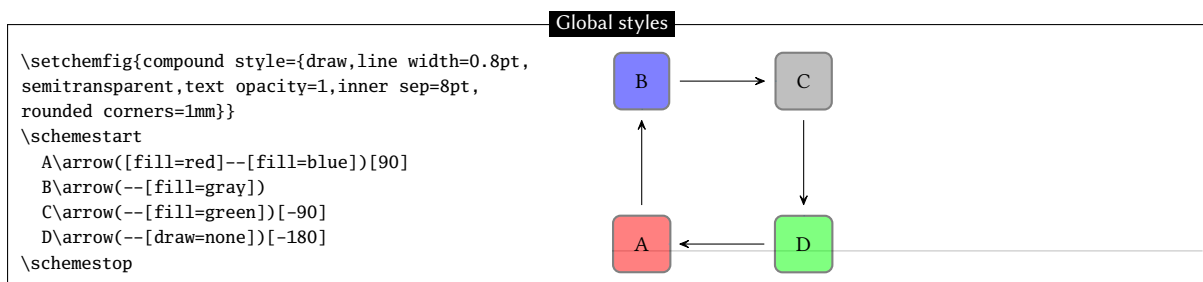 Global styles
\setchemfig{compound style={draw,line width=0.8pt,
semitransparent,text opacity=1,inner sep=8pt,
rounded corners=1mm}}
\schemestart
  A\arrow([fill=red]--[fill=blue])[90]
  B\arrow(--[fill=gray])
  C\arrow(--[fill=green])[-90]
  D\arrow(--[draw=none])[-180]
\schemestop
B C
A D